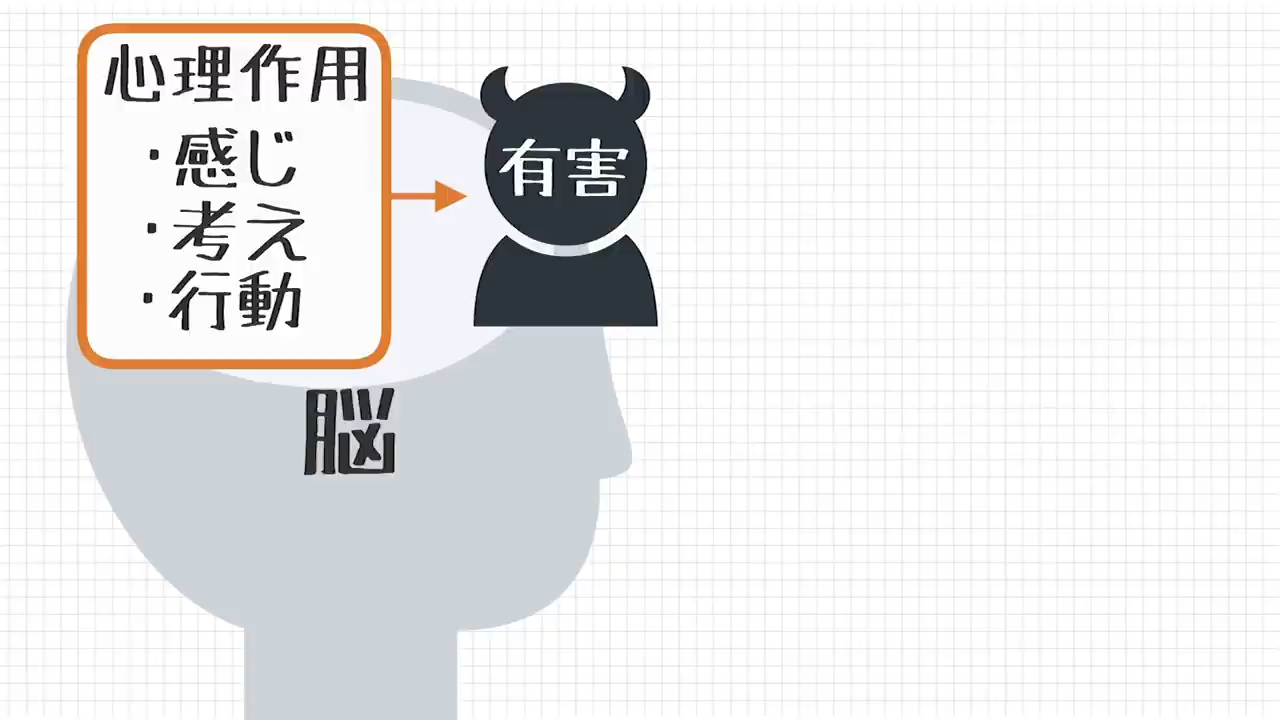 心理作用
・感じ
・考え
・行動
有害
脳